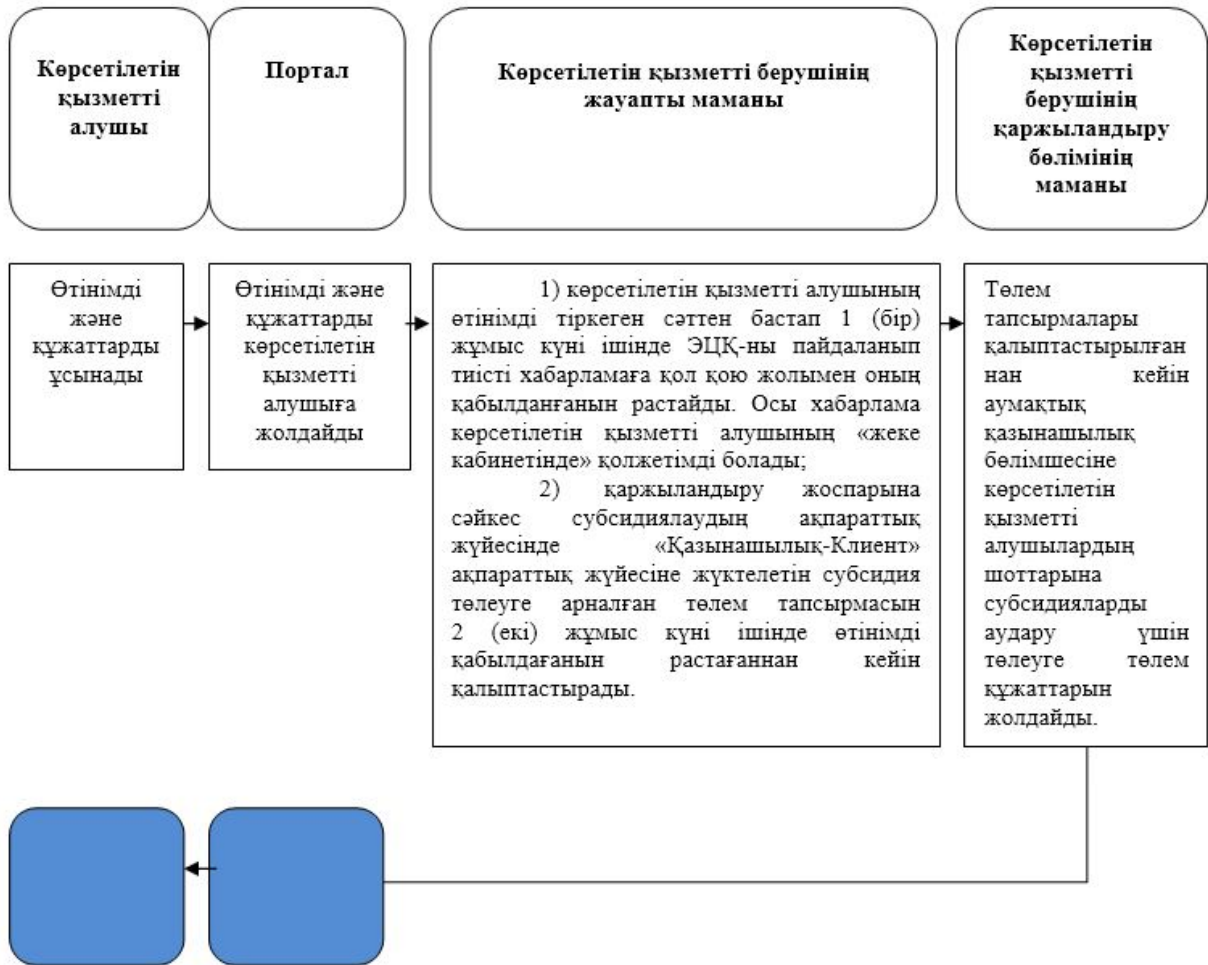 Көрсетілетін
қызметті
алушы
Портал
Көрсетілетін қызметті берушінің
жауапты маманы
Көрсетілетін
қызметті
берушінің
қаржыландыру
бөлімінің
маманы
Өтінімді
және
құжаттарды
ұсынады
Өтінімді және
құжаттарды
көрсетілетін
қызметті
алушыға
жолдайды
1) көрсетілетін қызметті алушының
өтінімді тіркеген сәттен бастап 1 (бір)
жұмыс күні ішінде ЭЦҚ-ны пайдаланып
тиісті хабарламаға қол қою жолымен оның
қабылданғанын растайды. Осы хабарлама
көрсетілетін қызметті алушының «жеке
кабинетінде» қолжетімді болады;
2) қаржыландыру жоспарына
сәйкес субсидиялаудың ақпараттық
жүйесінде «Қазынашылық-Клиент»
ақпараттық жүйесіне жүктелетін субсидия
төлеуге арналған төлем тапсырмасын
2 (екі) жұмыс күні ішінде өтінімді
қабылдағанын растағаннан кейін
қалыптастырады.
Төлем
тапсырмалары
қалыптастырылған
нан кейін
аумақтық
қазынашылық
бөлімшесіне
көрсетілетін
қызметті
алушылардың
шоттарына
субсидияларды
аудару үшін
төлеуге төлем
құжаттарын
жолдайды.